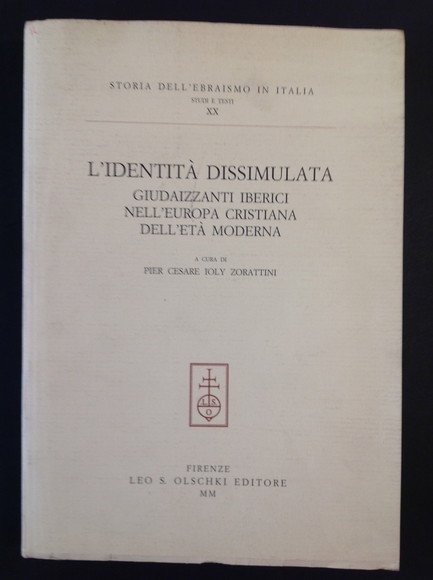 STORIA DELL'EBRAISMO IN ITALIA
STUDI E TESTI
XX
L'IDENTITÀ DISSIMULATA
GIUDAIZZANTI IBERICI
NELL'EUROPA CRISTIANA
DELL'ETÀ MODERNA
A CURA DI
PIER CESARE IOLY ZORATTINI
L S
O
FIRENZE
LEO S. OLSCHKI EDITORE
MM